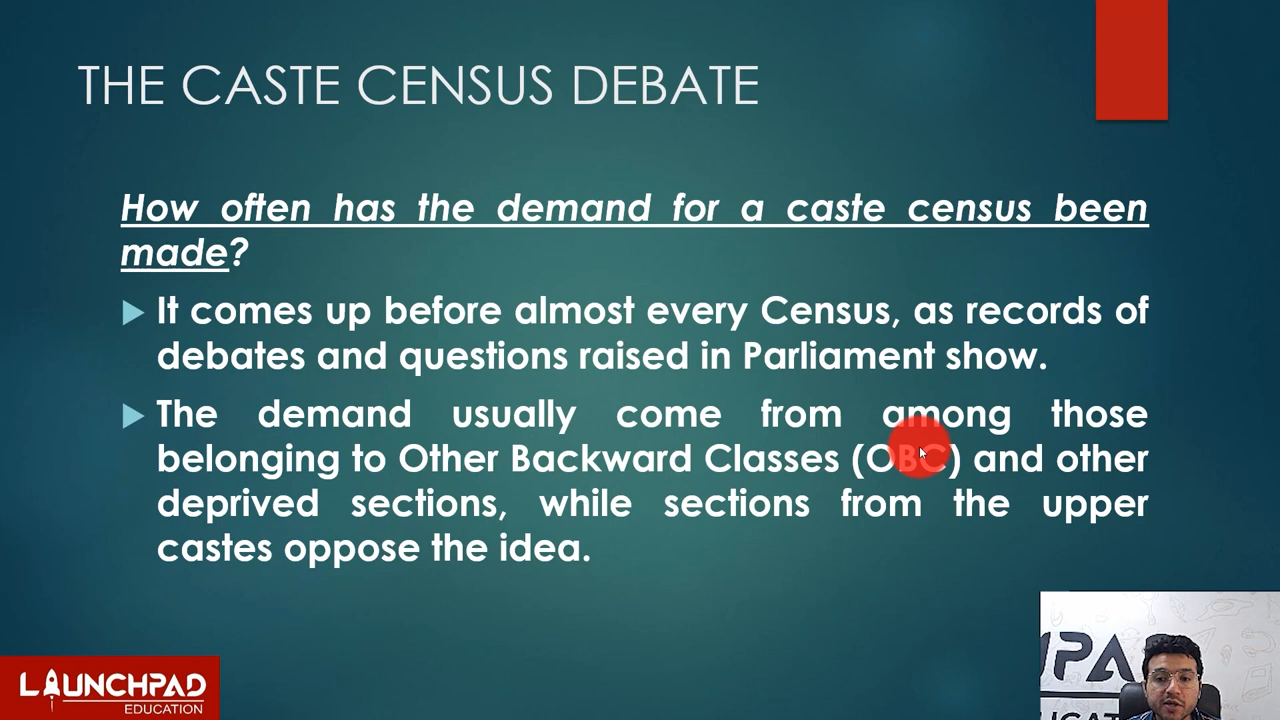 THE CASTE CENSUS DEBATE
How often has the demand for a caste census been
made?
It comes up before almost every Census, as records of
debates and questions raised in Parliament show.
The demand usually come from among those
belonging to Other Backward Classes (OBC) and other
deprived sections, while sections from the upper
castes oppose the idea.
LAUNCHPAD
EDUCATION